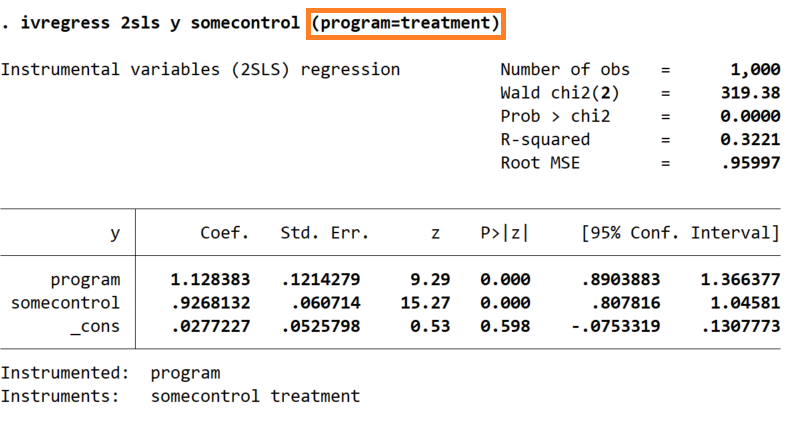 . ivregress 2sls y somecontrol (program=treatment)
Instrumental variables (2SLS) regression Number of obs = 1,000
Wald chi2(2) = 319.38
Prob > chi2 = 0.0000
R-squared = 0.3221
Root MSE = .95997
y Coef. Std. Err. z P>|z| [95% Conf. Interval]
program 1.128383 .1214279 9.29 0.000 .8903883 1.366377
somecontrol .9268132 .060714 15.27 0.000 .807816 1.04581
_cons .0277227 .0525798 0.53 0.598 -.0753319 .1307773
Instrumented: program
Instruments: somecontrol treatment